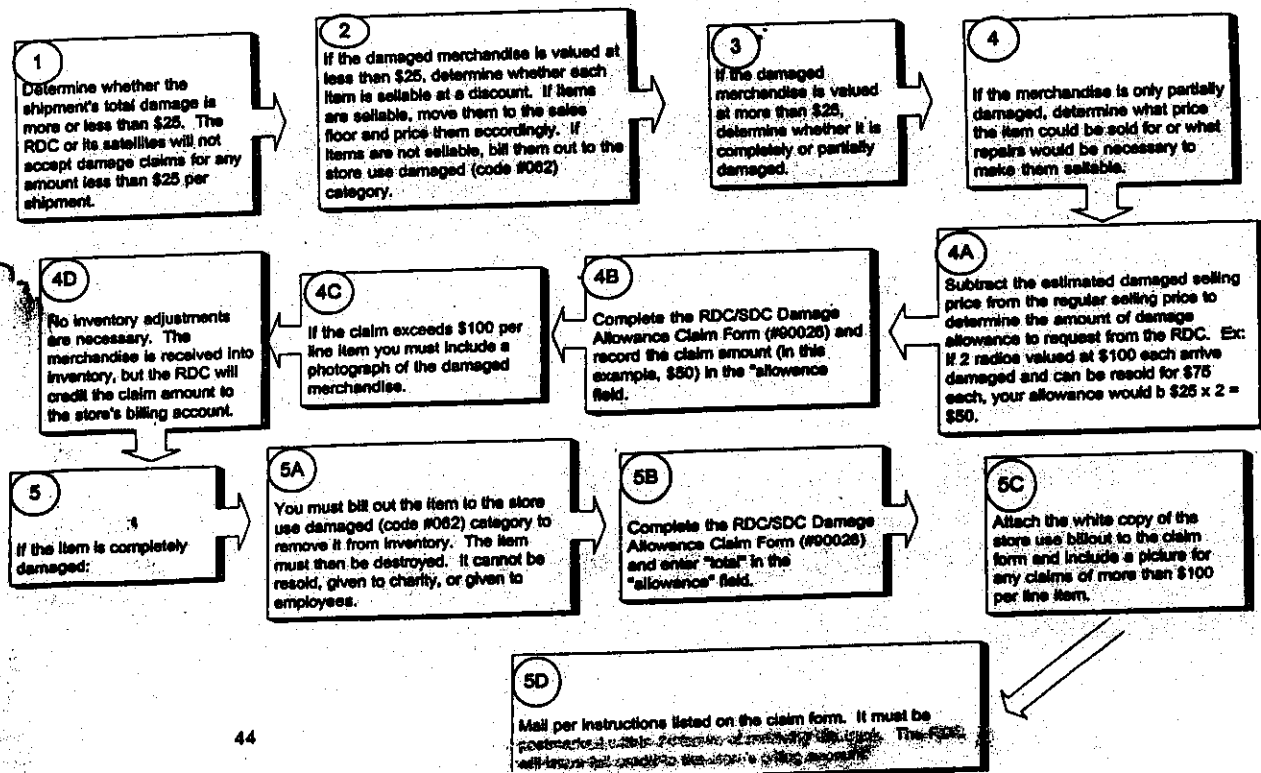 1
Determine whether the
shipment's total damage is
more or less than $25. The
RDC or its satellites will not
accept damage claims for any
amount less than $25 per
shipment.
2
If the damaged merchandise is valued at
less than $25, determine whether each
item is sellable at a discount. If items
are sellable, move them to the sales
floor and price them accordingly. If
items are not sellable, bill them out to the
store use damaged (code #062)
category.
3
If the damaged
merchandise is valued
at more than $25,
determine whether it is
completely or partially
damaged.
4
If the merchandise is only partially
damaged, determine what price
the item could be sold for or what
repairs would be necessary to
make them sellable.
4A
Subtract the estimated damaged selling
price from the regular selling price to
determine the amount of damage
allowance to request from the RDC. Ex:
If 2 radios valued at $100 each arrive
damaged and can be resold for $75
each, your allowance would b $25 x 2 =
$50.
4B
Complete the RDC/SDC Damage
Allowance Claim Form (#90026) and
record the claim amount (in this
example, $50) in the "allowance
field.
4C
If the claim exceeds $100 per
line item you must include a
photograph of the damaged
merchandise.
4D
No inventory adjustments
are necessary. The
merchandise is received into
inventory, but the RDC will
credit the claim amount to
the store's billing account.
5
If the item is completely
damaged:
5A
You must bill out the item to the store
use damaged (code #062) category to
remove it from inventory. The item
must then be destroyed. It cannot be
resold, given to charity, or given to
employees.
5B
Complete the RDC/SDC Damage
Allowance Claim Form (#90026)
and enter "total" in the
"allowance" field.
5C
Attach the white copy of the
store use billout to the claim
form and include a picture for
any claims of more than $100
per line item.
5D
Mail per instructions listed on the claim form. It must be
postmarked within of receiving the The RDC
will to the store's billing account.
44